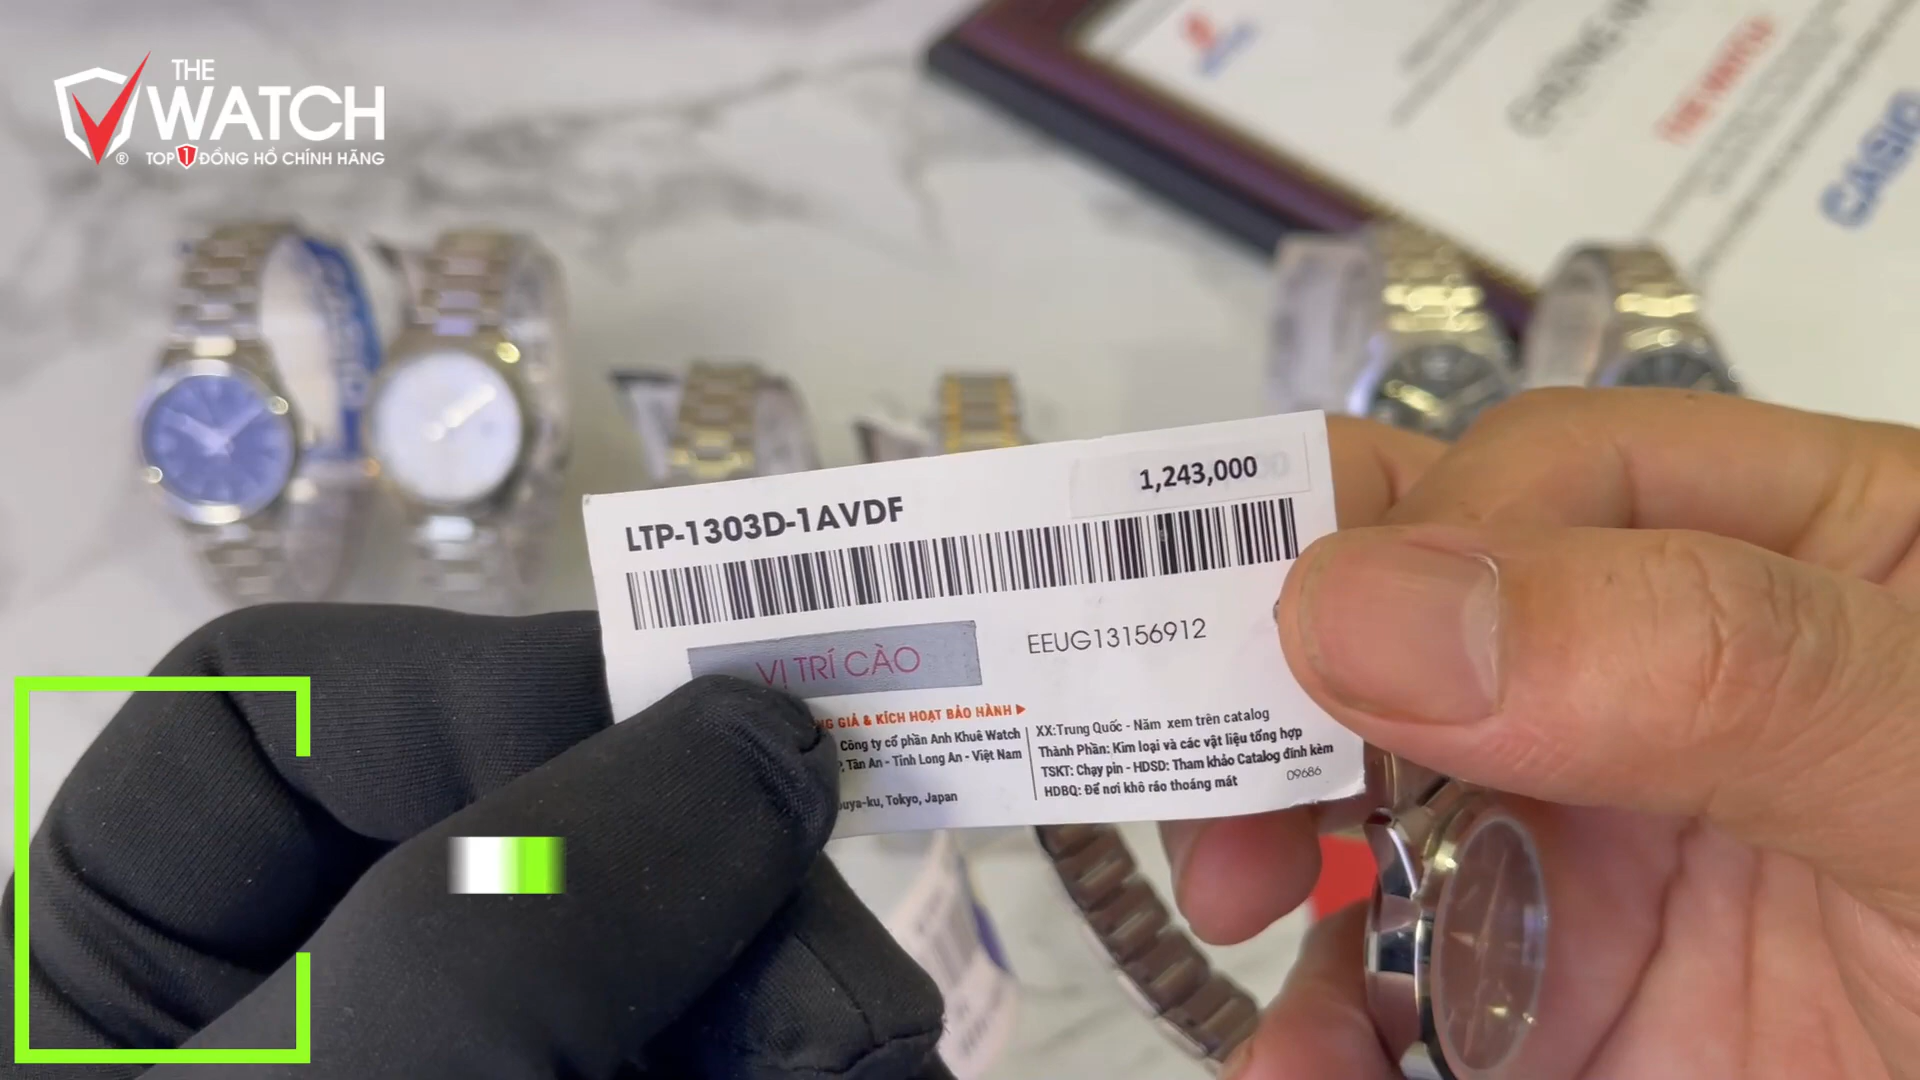 THE
WATCH
® TOP 1 ĐỒNG HỒ CHÍNH HÃNG
CASIO
CASIO
1,243,000
LTP-1303D-1AVDF
EEUG13156912
VỊ TRÍ CÀO
GIẢ & KÍCH HOẠT BẢO HÀNH
Công ty cổ phần Anh Khuê Watch
Tân An - Tỉnh Long An - Việt Nam
Tokyo, Japan
XX:Trung Quốc - Năm xem trên catalog
Thành Phần: Kim loại và các vật liệu tổng hợp
TSKT: Chạy pin - HDSD: Tham khảo Catalog đính kèm
HDBQ: Để nơi khô ráo thoáng mát
D9686